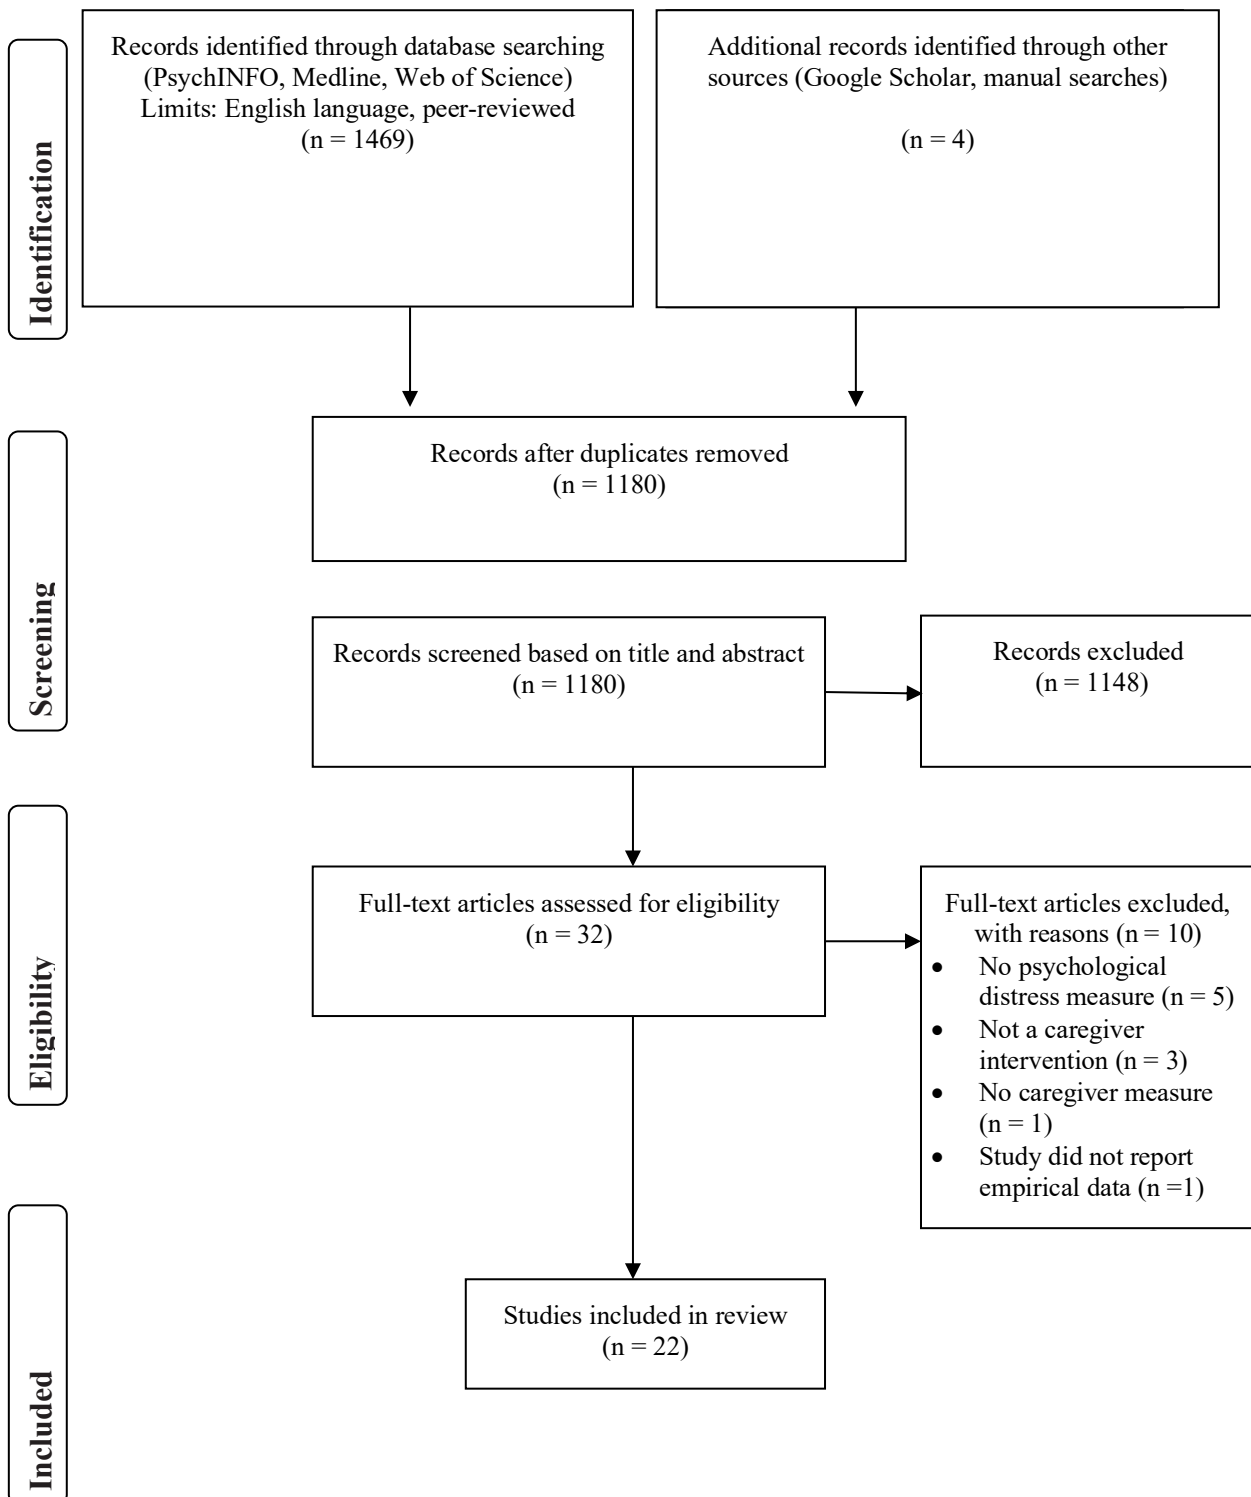 Identification
Records identified through database searching
(PsychINFO, Medline, Web of Science)
Limits: English language, peer-reviewed
(n = 1469)
Additional records identified through other
sources (Google Scholar, manual searches)
(n = 4)
Screening
Records after duplicates removed
(n = 1180)
Records screened based on title and abstract
(n = 1180)
Records excluded
(n = 1148)
Eligibility
Full-text articles assessed for eligibility
(n = 32)
Full-text articles excluded,
with reasons (n = 10)
• No psychological
distress measure (n = 5)
• Not a caregiver
intervention (n = 3)
• No caregiver measure
(n = 1)
• Study did not report
empirical data (n =1)
Included
Studies included in review
(n = 22)